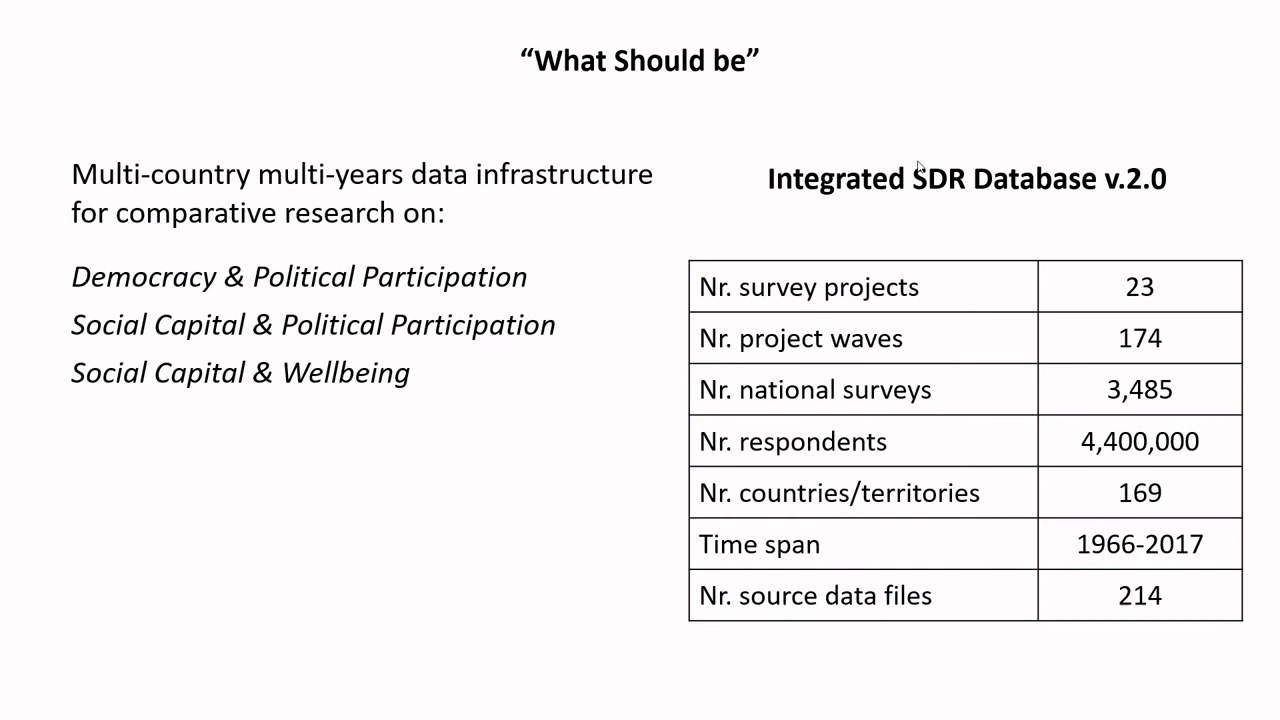 “What Should be”
Multi-country multi-years data infrastructure
for comparative research on:
Democracy & Political Participation
Social Capital & Political Participation
Social Capital & Wellbeing
Integrated SDR Database v.2.0
Nr. survey projects 23
Nr. project waves 174
Nr. national surveys 3,485
Nr. respondents 4,400,000
Nr. countries/territories 169
Time span 1966-2017
Nr. source data files 214